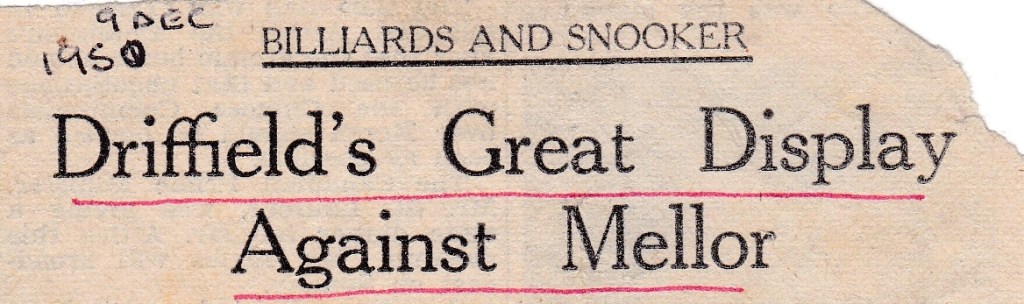 9 DEC
1950
BILLIARDS AND SNOOKER
Driffield's Great Display
Against Mellor